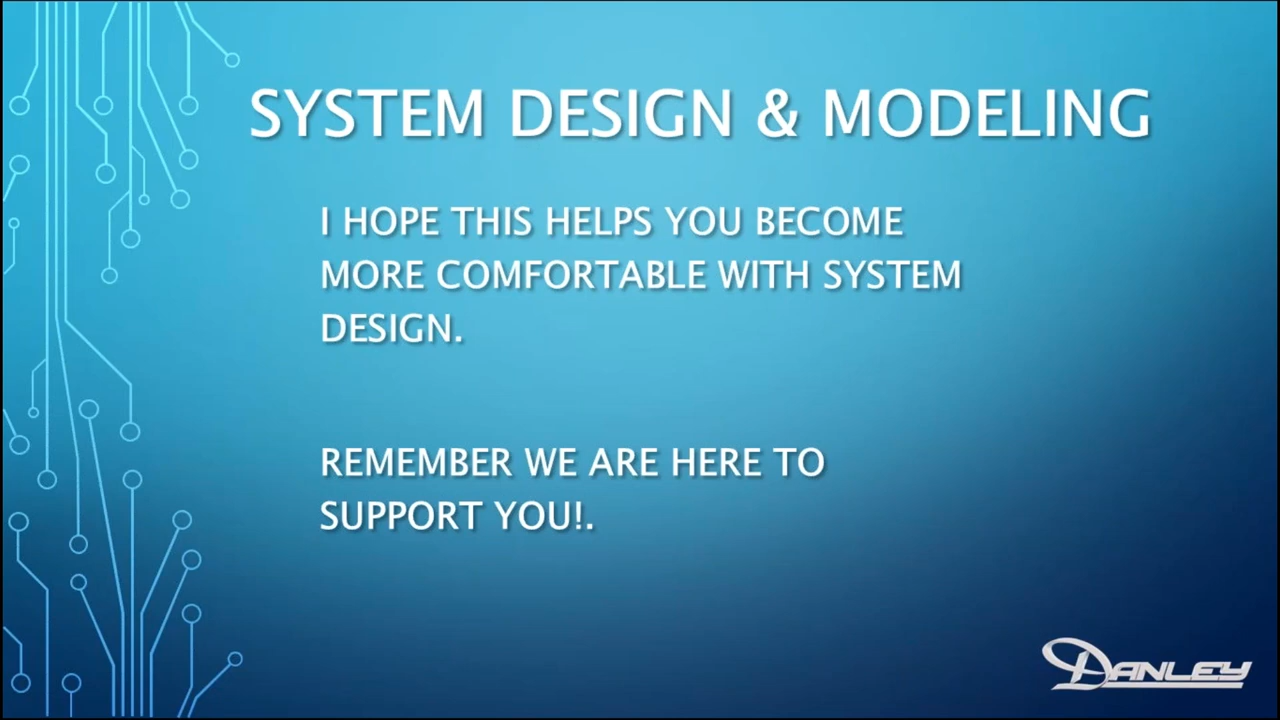 SYSTEM DESIGN & MODELING
I HOPE THIS HELPS YOU BECOME
MORE COMFORTABLE WITH SYSTEM
DESIGN.
REMEMBER WE ARE HERE TO
SUPPORT YOU!.
DANLEY